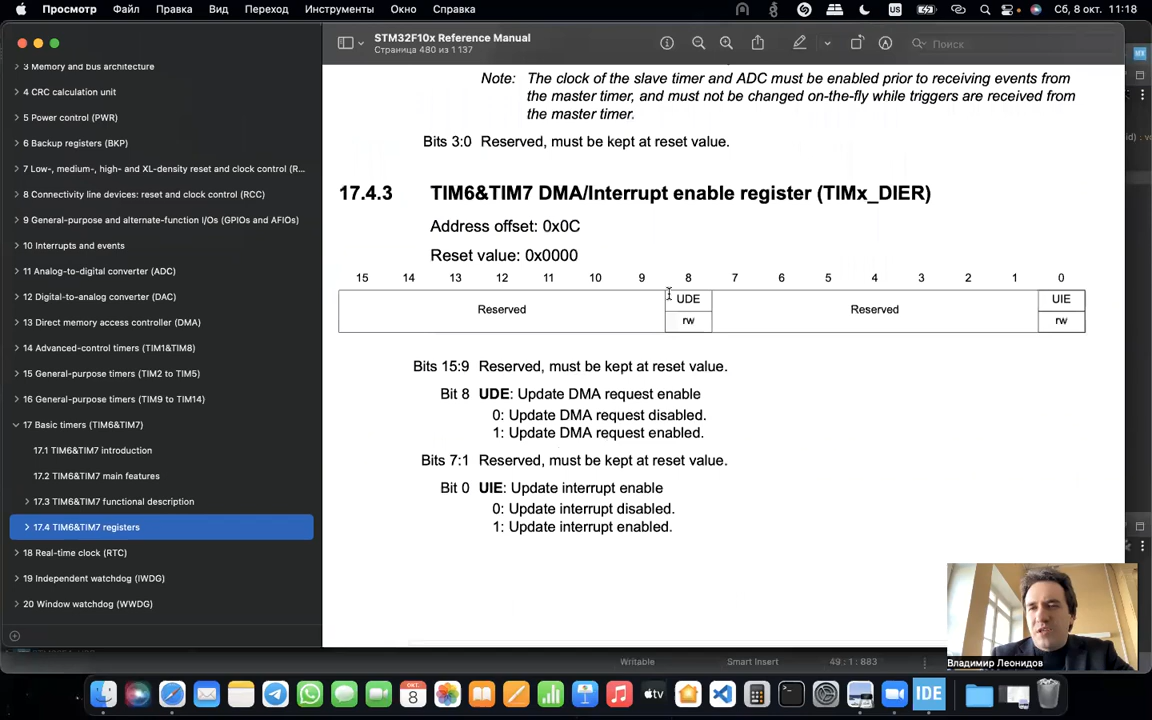 Просмотр Файл Правка Вид Переход Инструменты Окно Справка
US
Сб, 8 окт. 11:18
STM32F10x Reference Manual
Страница 480 из 1 137
Поиск
IDE
3 Memory and bus architecture
4 CRC calculation unit
5 Power control (PWR)
6 Backup registers (BKP)
7 Low-, medium-, high- and XL-density reset and clock control (R...
8 Connectivity line devices: reset and clock control (RCC)
9 General-purpose and alternate-function I/Os (GPIOs and AFIOs)
10 Interrupts and events
11 Analog-to-digital converter (ADC)
12 Digital-to-analog converter (DAC)
13 Direct memory access controller (DMA)
14 Advanced-control timers (TIM1&TIM8)
15 General-purpose timers (TIM2 to TIM5)
16 General-purpose timers (TIM9 to TIM14)
17 Basic timers (TIM6&TIM7)
17.1 TIM6&TIM7 introduction
17.2 TIM6&TIM7 main features
17.3 TIM6&TIM7 functional description
17.4 TIM6&TIM7 registers
18 Real-time clock (RTC)
19 Independent watchdog (IWDG)
20 Window watchdog (WWDG)
Note: The clock of the slave timer and ADC must be enabled prior to receiving events from
the master timer, and must not be changed on-the-fly while triggers are received from
the master timer.
Bits 3:0 Reserved, must be kept at reset value.
17.4.3 TIM6&TIM7 DMA/Interrupt enable register (TIMx_DIER)
Address offset: 0x0C
Reset value: 0x0000
15 14 13 12 11 10 9 8 7 6 5 4 3 2 1 0
Reserved UDE Reserved UIE
rw rw
Bits 15:9 Reserved, must be kept at reset value.
Bit 8 UDE: Update DMA request enable
0: Update DMA request disabled.
1: Update DMA request enabled.
Bits 7:1 Reserved, must be kept at reset value.
Bit 0 UIE: Update interrupt enable
0: Update interrupt disabled.
1: Update interrupt enabled.
Владимир Леонидов
Writable Smart Insert 49 : 1 : 883
8
IDE